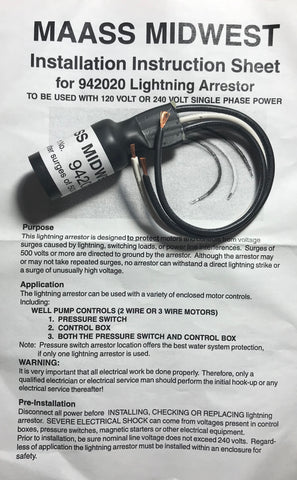 MAASS MIDWEST
Installation Instruction Sheet
for 942020 Lightning Arrestor
TO BE USED WITH 120 VOLT OR 240 VOLT SINGLE PHASE POWER
SS MIDW
No.
9420
for surges of 50
Purpose
This lightning arrestor is designed to protect motors and controls from voltage
surges caused by lightning, switching loads, or power line interferences. Surges of
500 volts or more are directed to ground by the arrestor. Although the arrestor may
or may not take repeated surges, no arrestor can withstand a direct lightning strike or
a surge of unusually high voltage.
Application
The lightning arrestor can be used with a variety of enclosed motor controls.
Including:
WELL PUMP CONTROLS (2 WIRE OR 3 WIRE MOTORS)
1. PRESSURE SWITCH
2. CONTROL BOX
3. BOTH THE PRESSURE SWITCH AND CONTROL BOX
Note: Pressure switch arrestor location offers the best water system protection,
if only one lightning arrestor is used.
WARNING:
It is very important that all electrical work be done properly. Therefore, only a
qualified electrician or electrical service man should perform the initial hook-up or any
electrical service thereafter!
Pre-Installation
Disconnect all power before INSTALLING, CHECKING OR REPLACING lightning
arrestor. SEVERE ELECTRICAL SHOCK can come from voltages present in control
boxes, pressure switches, magnetic starters or other electrical equipment.
Prior to installation, be sure nominal line voltage does not exceed 240 volts. Regard-
less of application the lightning arrestor must be installed within an enclosure for
safety.